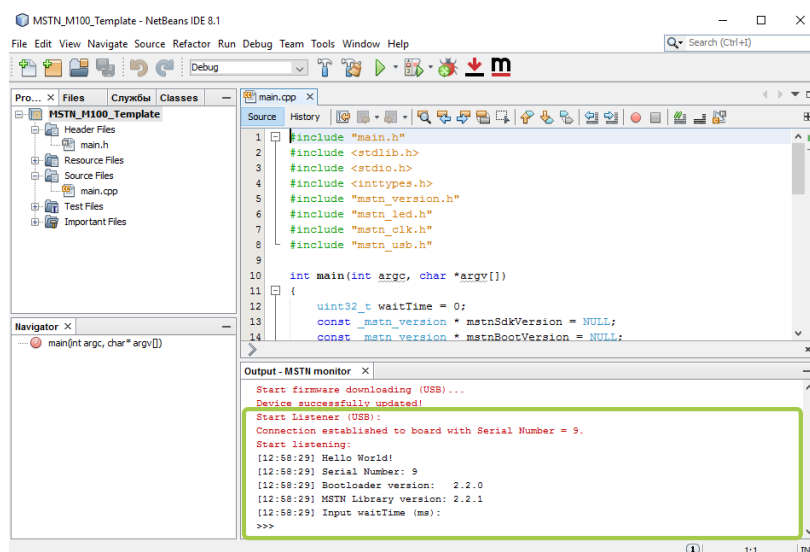 MSTN_M100_Template - NetBeans IDE 8.1
File Edit View Navigate Source Refactor Run Debug Team Tools Window Help
Search (Ctrl+I)
Debug
m
Pro... × Files Службы Classes
MSTN_M100_Template
Header Files
main.h
Resource Files
Source Files
main.cpp
Test Files
Important Files
Navigator ×
main(int argc, char* argv[])
main.cpp ×
Source History
1 #include "main.h"
2 #include <stdlib.h>
3 #include <stdio.h>
4 #include <inttypes.h>
5 #include "mstn_version.h"
6 #include "mstn_led.h"
7 #include "mstn_clk.h"
8 #include "mstn_usb.h"
9
10 int main(int argc, char *argv[])
11 {
12 uint32_t waitTime = 0;
13 const _mstn_version * mstnSdkVersion = NULL;
14 const _mstn_version * mstnBootVersion = NULL;
Output - MSTN monitor ×
Start firmware downloading (USB)...
Device successfully updated!
Start Listener (USB):
Connection established to board with Serial Number = 9.
Start listening:
[12:58:29] Hello World!
[12:58:29] Serial Number: 9
[12:58:29] Bootloader version: 2.2.0
[12:58:29] MSTN Library version: 2.2.1
[12:58:29] Input waitTime (ms):
>>>
1 1:1